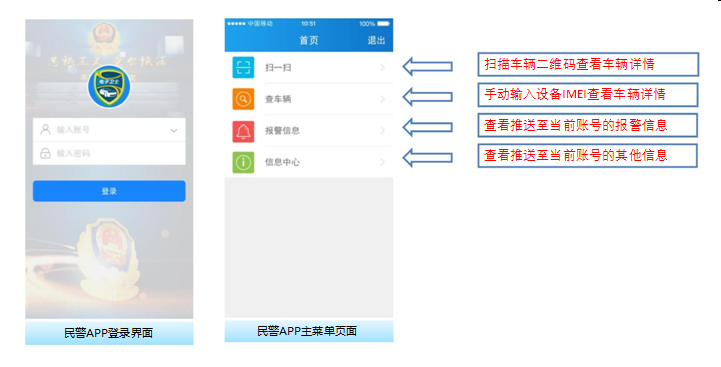 电子卫士
输入账号
输入密码
登录
民警APP登录界面
中国移动 10:51 100%
首页 退出
扫一扫
查车辆
报警信息
信息中心
民警APP主菜单页面
扫描车辆二维码查看车辆详情
手动输入设备IMEI查看车辆详情
查看推送至当前账号的报警信息
查看推送至当前账号的其他信息